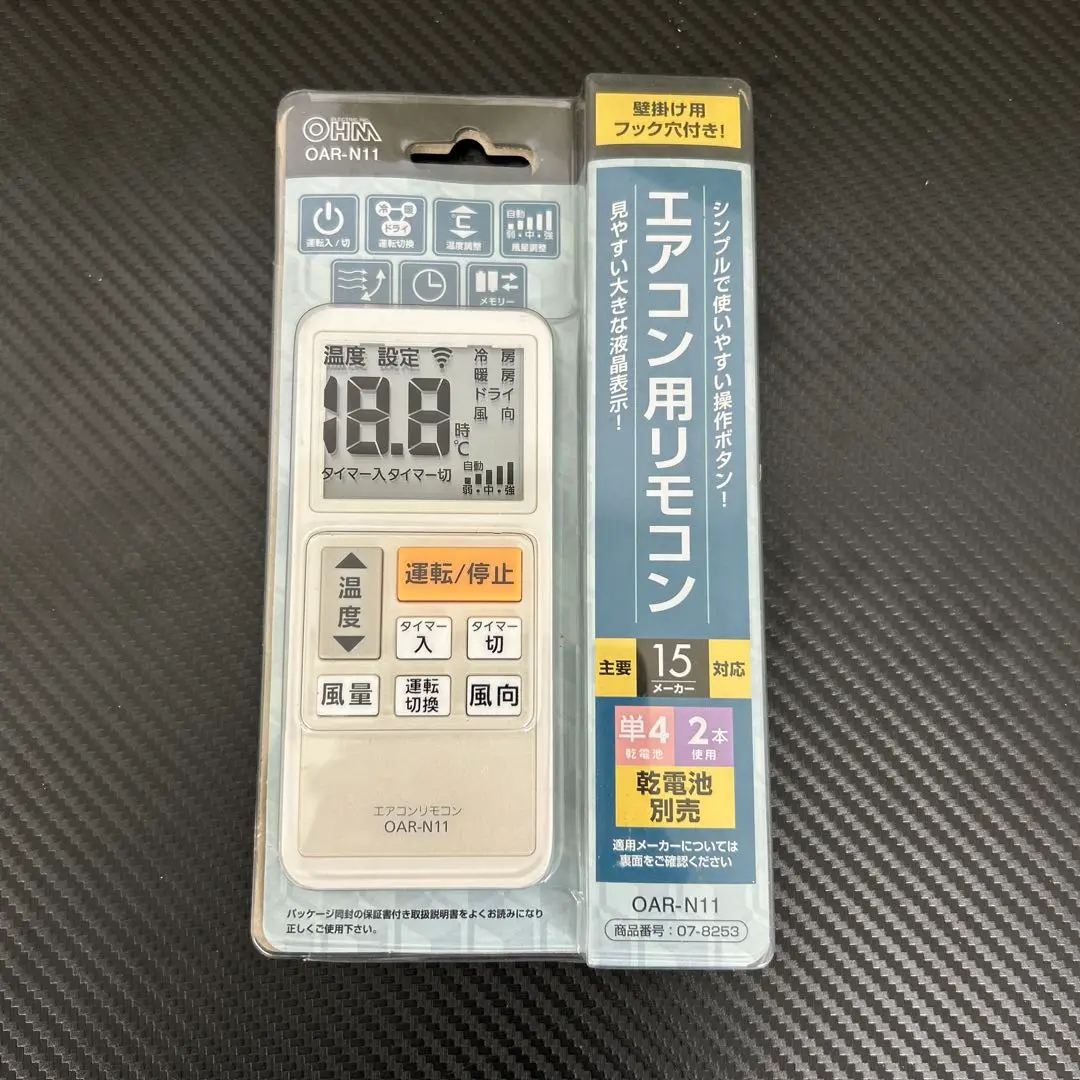 ELECTRIC INC.
OHM
OAR-N11
運転入/切
冷 暖
ドライ
運転切換
℃
温度調整
自動
弱・中・強
風量調整
メモリー
温度 設定
冷房
暖房
ドライ
風向
18.8
時
℃
タイマー入タイマー切
自動
弱・中・強
温度
運転/停止
タイマー
入
タイマー
切
風量
運転
切換
風向
エアコンリモコン
OAR-N11
パッケージ同封の保証書付き取扱説明書をよくお読みになり
正しくご使用下さい。
壁掛け用
フック穴付き!
シンプルで使いやすい操作ボタン!
エアコン用リモコン
見やすい大きな液晶表示!
主要
15
メーカー
対応
単4
乾電池
2本
使用
乾電池
別売
適用メーカーについては
裏面をご確認ください
OAR-N11
商品番号:07-8253